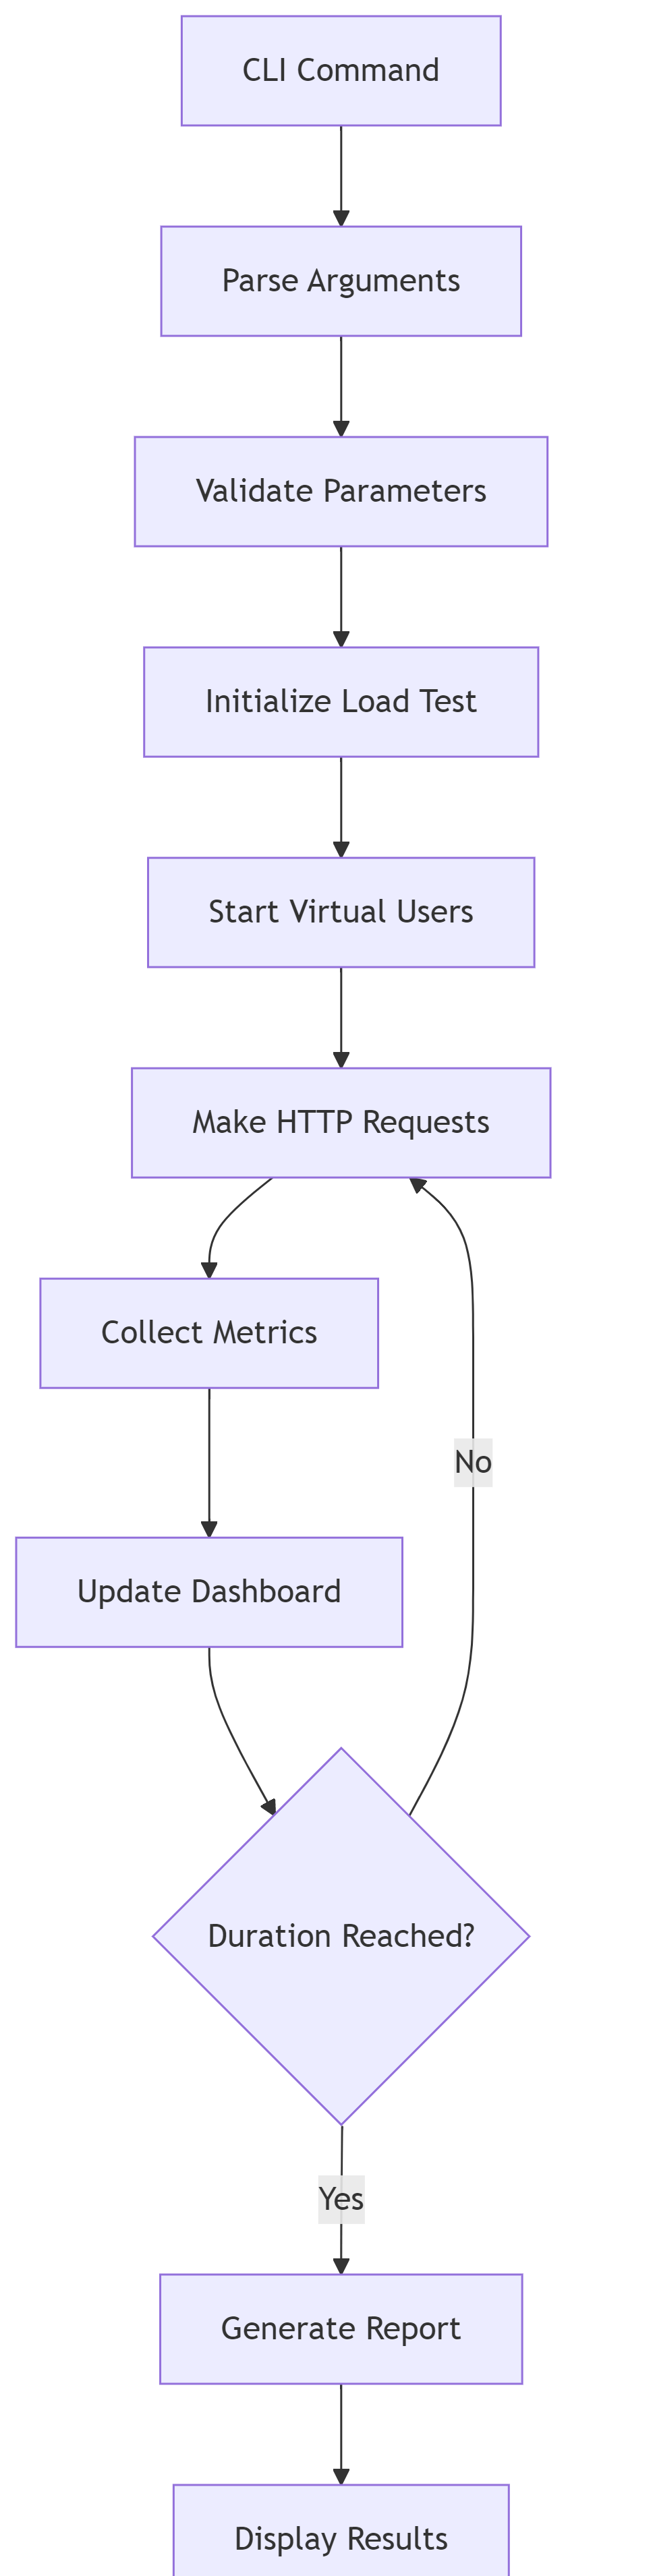 CLI Command
Parse Arguments
Validate Parameters
Initialize Load Test
Start Virtual Users
Make HTTP Requests
Collect Metrics
No
Update Dashboard
Duration Reached?
Yes
Generate Report
Display Results